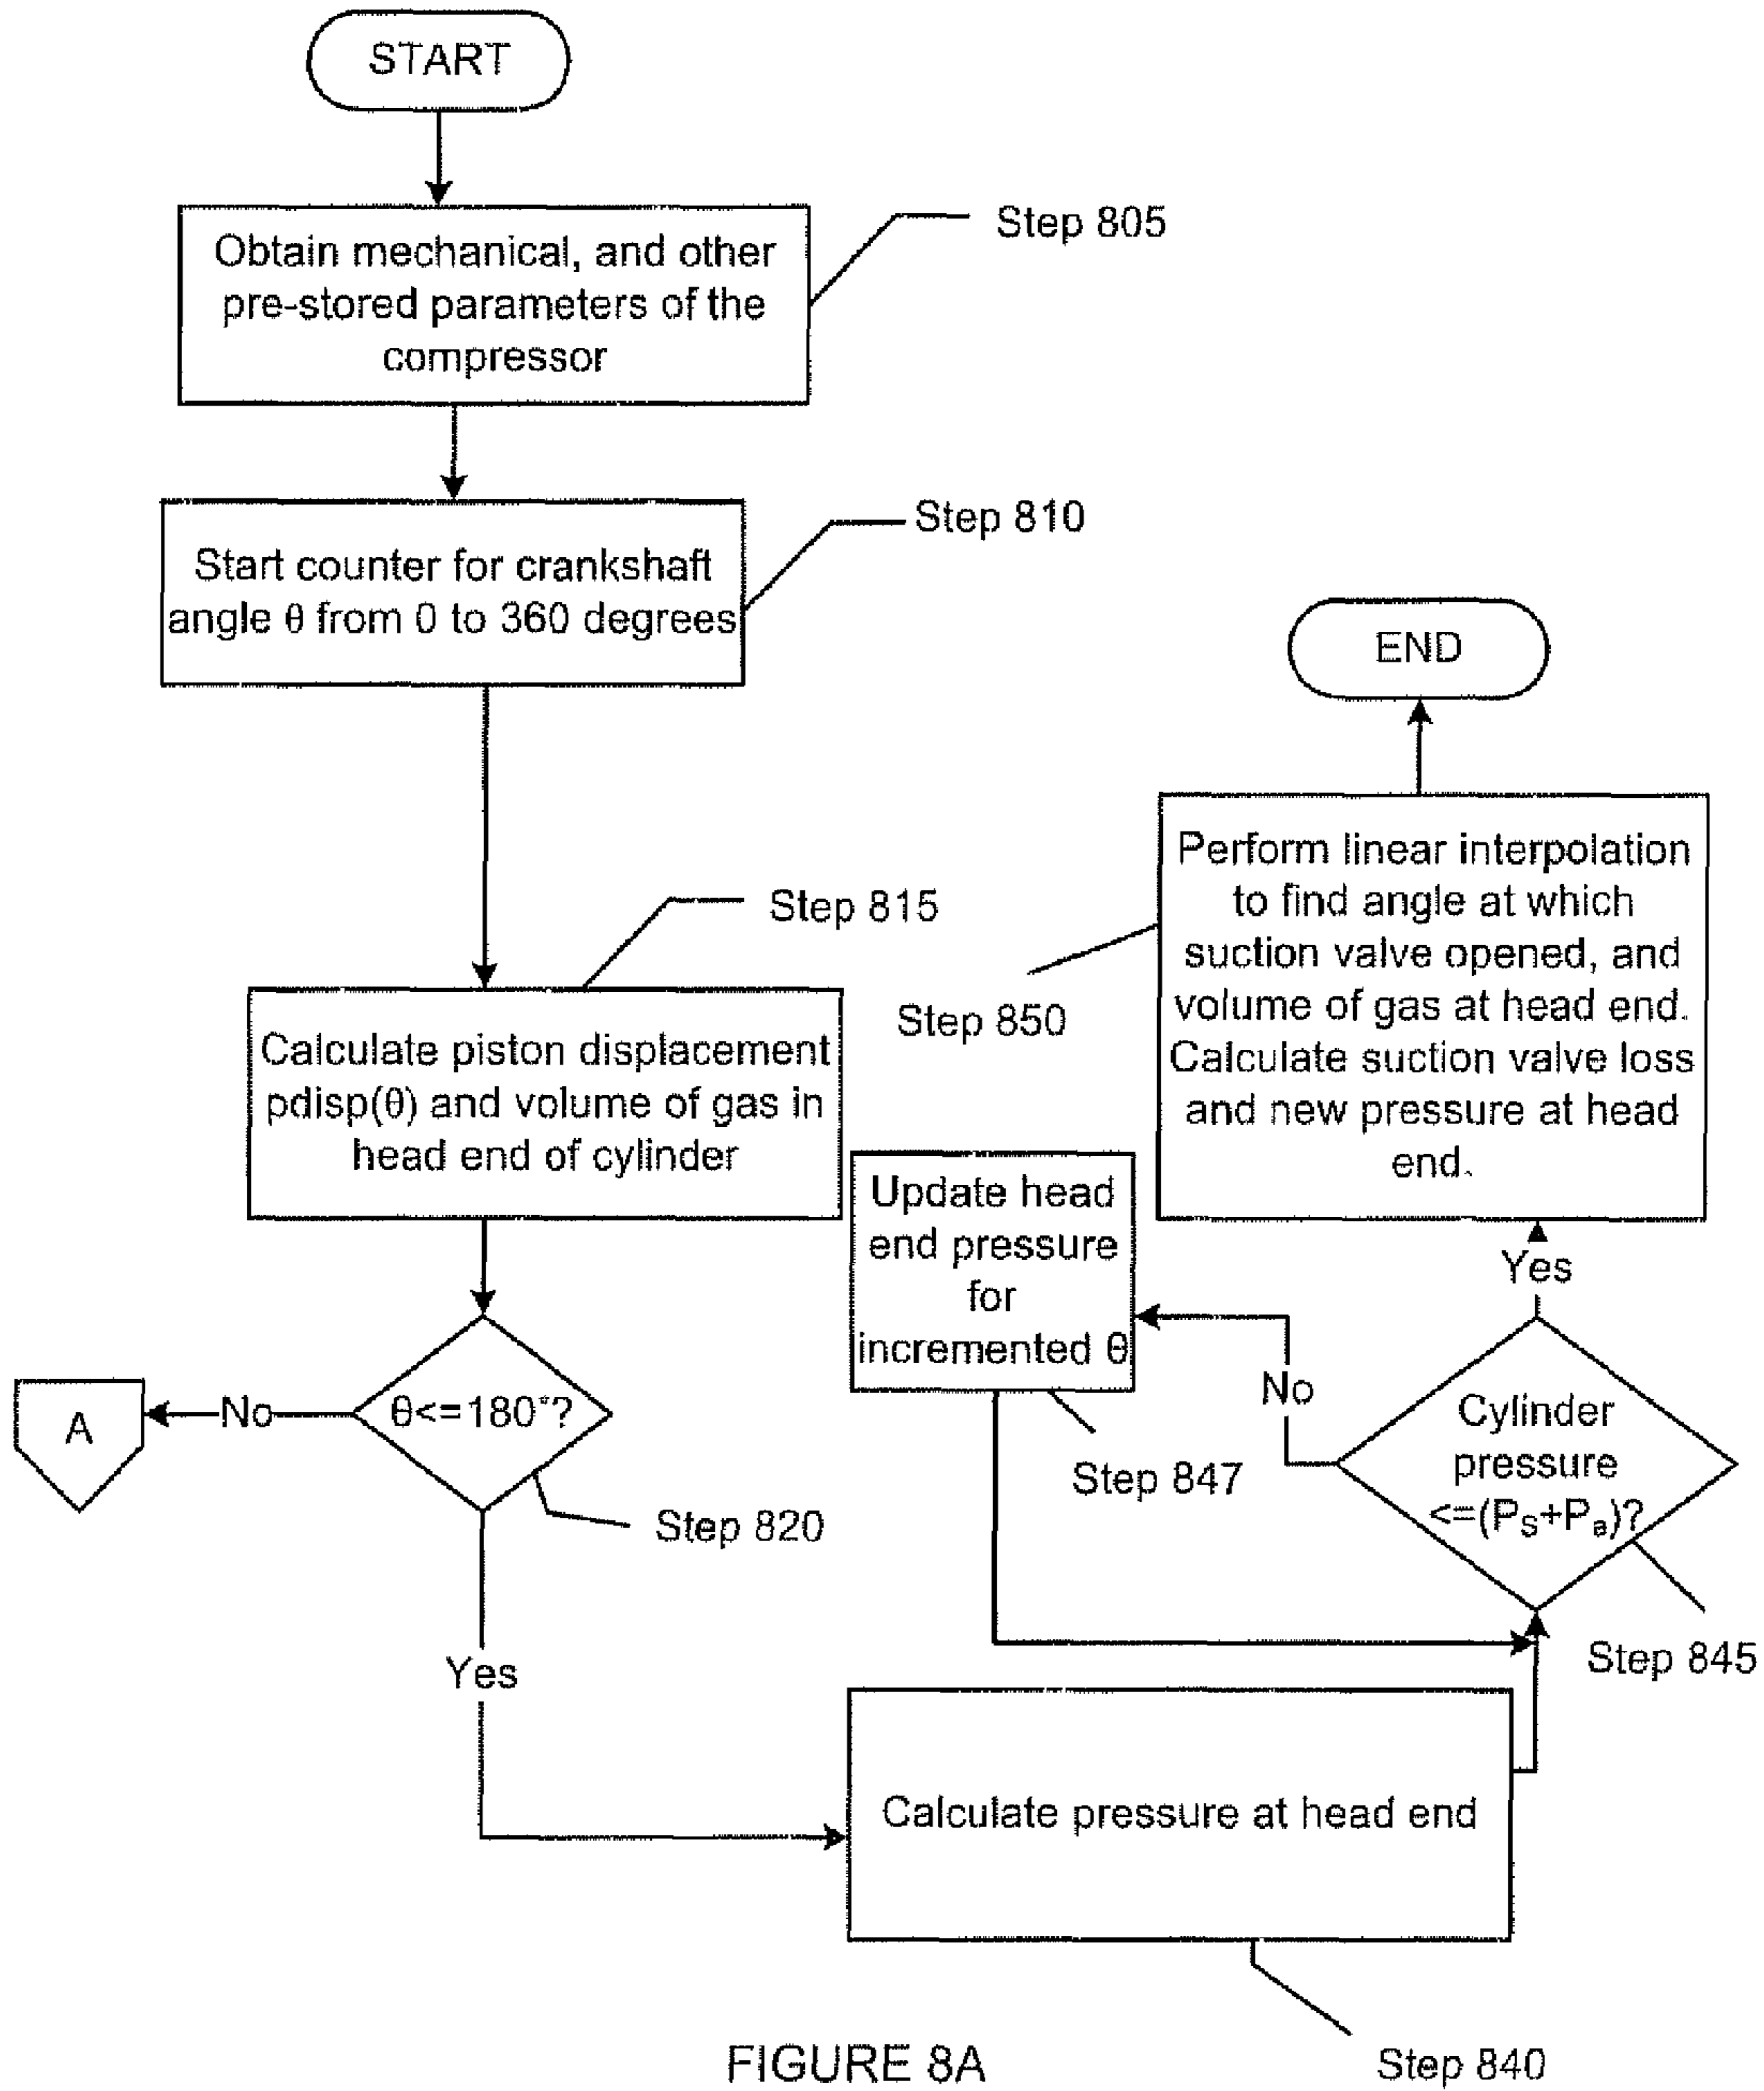 START
Obtain mechanical, and other
pre-stored parameters of the
compressor
Step 805
Start counter for crankshaft
angle θ from 0 to 360 degrees
Step 810
Calculate piston displacement
pdisp(θ) and volume of gas in
head end of cylinder
Step 815
θ<=180°?
Step 820
No
A
Yes
Calculate pressure at head end
Step 840
Cylinder
pressure
<=(Pₛ+Pₐ)?
Step 845
No
Update head
end pressure
for
incremented θ
Step 847
Yes
Perform linear interpolation
to find angle at which
suction valve opened, and
volume of gas at head end.
Calculate suction valve loss
and new pressure at head
end.
Step 850
END
FIGURE 8A